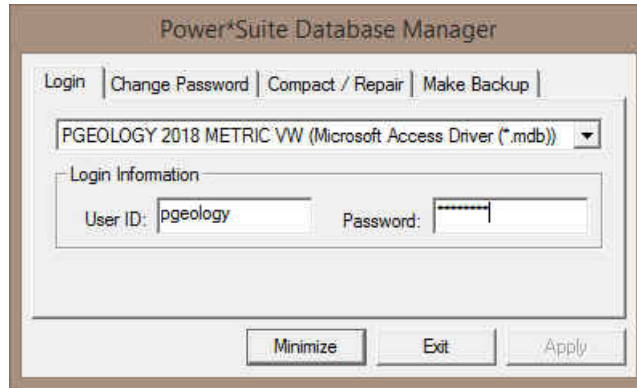 Power*Suite Database Manager
Login Change Password Compact / Repair Make Backup
PGEOLOGY 2018 METRIC VW (Microsoft Access Driver (*.mdb))
Login Information
User ID: pgeology Password: ********
Minimize Exit Apply